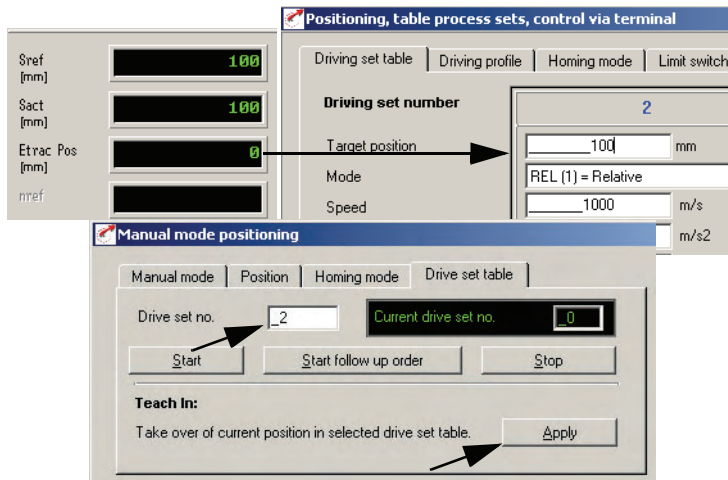 Sref
[mm]
100
Sact
[mm]
100
Etrac Pos
[mm]
0
nref
Positioning, table process sets, control via terminal
Driving set table Driving profile Homing mode Limit switch
Driving set number 2
Target position ______100 mm
Mode REL (1) = Relative
Speed ______1000 m/s
m/s2
Manual mode positioning
Manual mode Position Homing mode Drive set table
Drive set no. _2 Current drive set no. _0
Start Start follow up order Stop
Teach In:
Take over of current position in selected drive set table. Apply